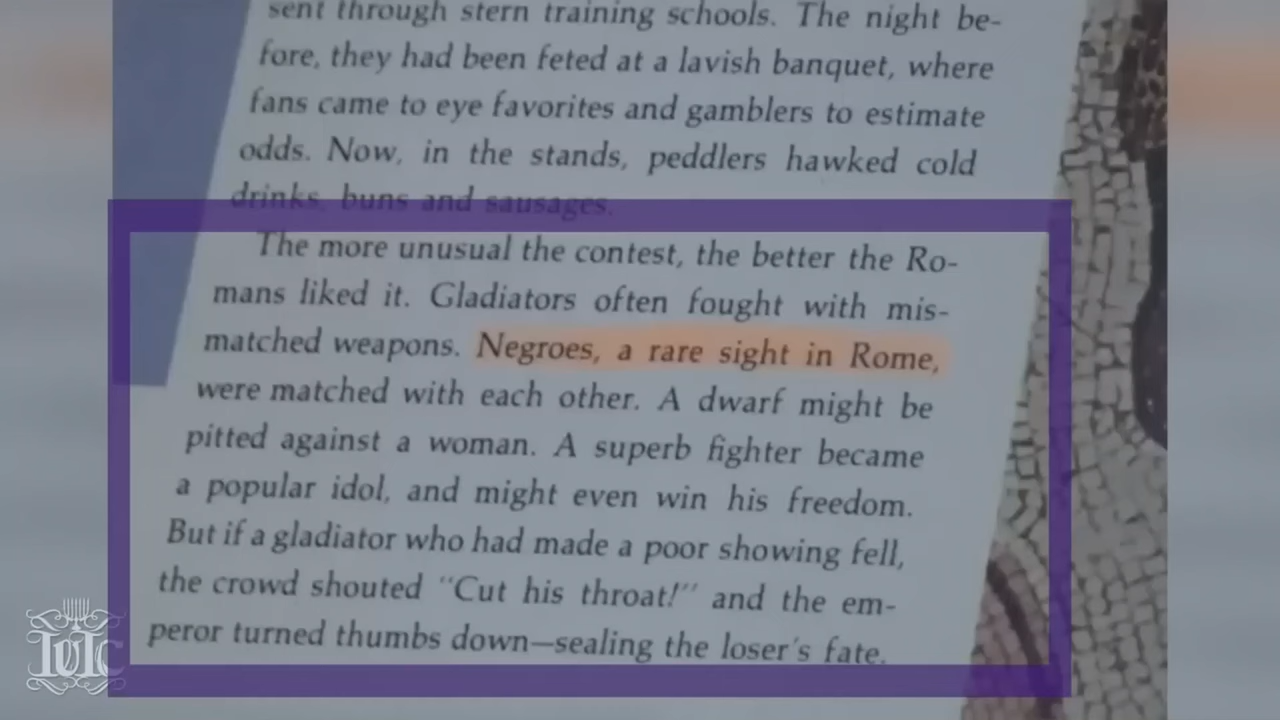 sent through stern training schools. The night be-
fore, they had been feted at a lavish banquet, where
fans came to eye favorites and gamblers to estimate
odds. Now, in the stands, peddlers hawked cold
drinks, buns and sausages.
The more unusual the contest, the better the Ro-
mans liked it. Gladiators often fought with mis-
matched weapons. Negroes, a rare sight in Rome,
were matched with each other. A dwarf might be
pitted against a woman. A superb fighter became
a popular idol, and might even win his freedom.
But if a gladiator who had made a poor showing fell,
the crowd shouted "Cut his throat!" and the em-
peror turned thumbs down—sealing the loser's fate.
IUIC